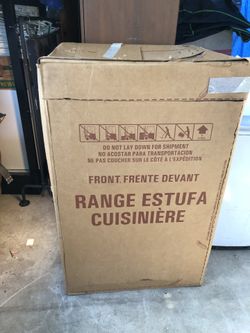 DO NOT LAY DOWN FOR SHIPMENT
NO ACOSTAR PARA TRANSPORTACION
NE PAS COUCHER SUR LE CÔTÉ À L'EXPÉDITION
FRONT. FRENTE DEVANT
RANGE ESTUFA
CUISINIÈRE